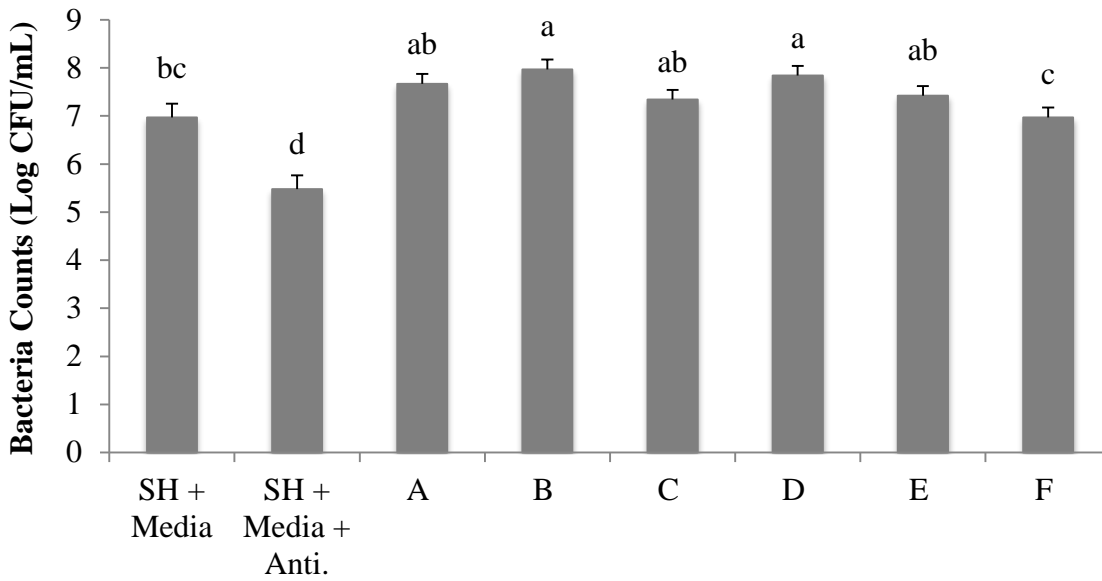 Bacteria Counts (Log CFU/mL)
9
8
7
6
5
4
3
2
1
0
bc
d
ab
a
ab
a
ab
c
SH +
Media
SH +
Media +
Anti.
A
B
C
D
E
F